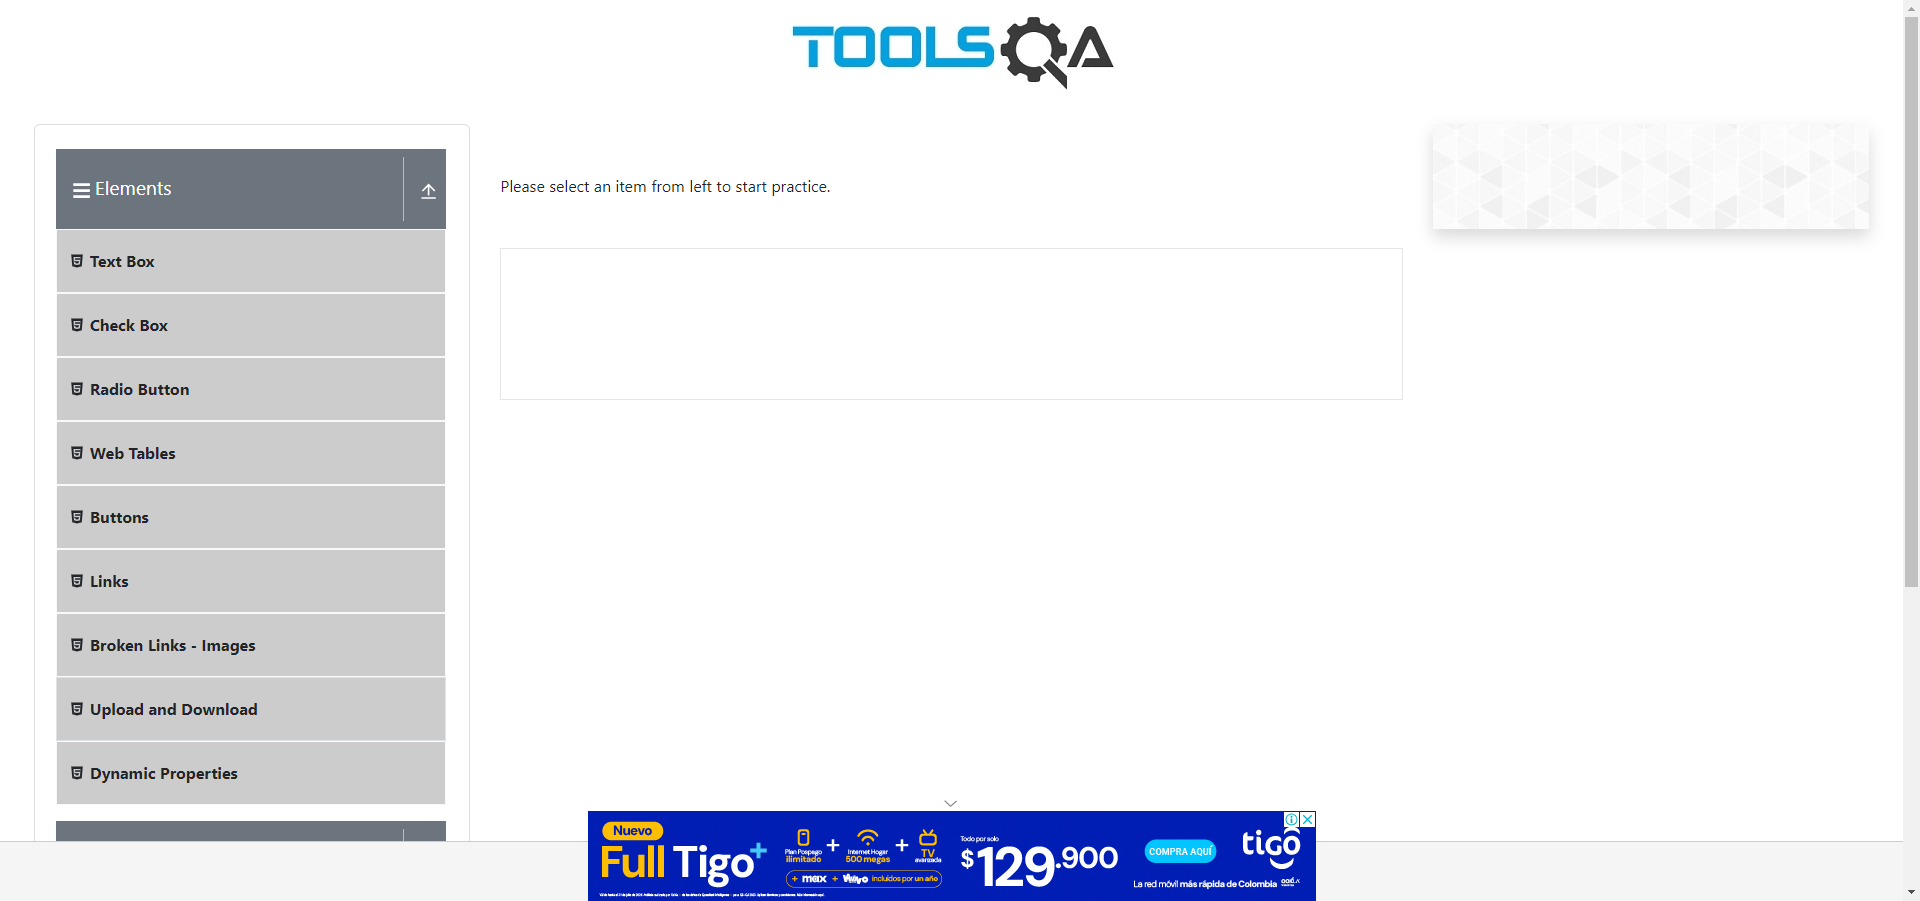 TOOLSQA
Elements
Please select an item from left to start practice.
Text Box
Check Box
Radio Button
Web Tables
Buttons
Links
Broken Links - Images
Upload and Download
Dynamic Properties
Nuevo
Full Tigo+
Plan Pospago
ilimitado
+
Internet Hogar
500 megas
+
TV
avanzada
+ max + incluidos por un año
Todo por solo
$129.900
COMPRA AQUÍ
tigo
La red móvil más rápida de Colombia